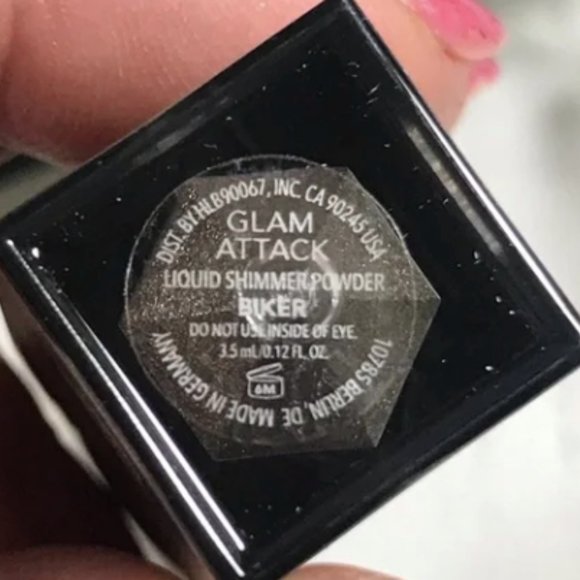 DIST. BY HLB90067, INC. CA 90245 USA
GLAM
ATTACK
LIQUID SHIMMER POWDER
BIKER
DO NOT USE INSIDE OF EYE.
3.5 mL/0.12 FL. OZ.
6M
10785 BERLIN, DE MADE IN GERMANY